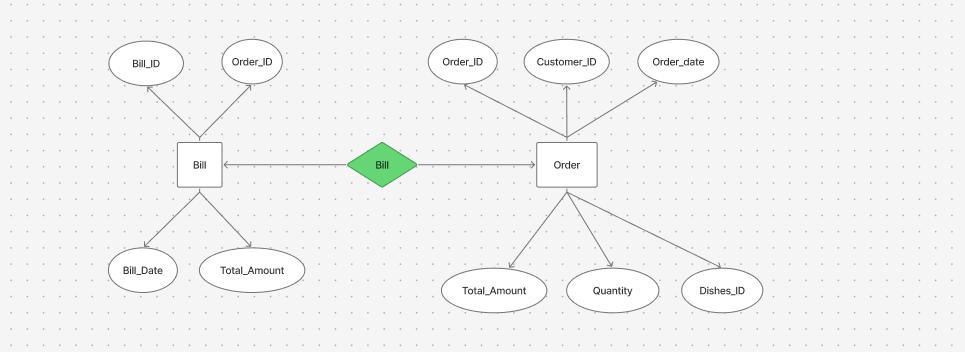 Bill_ID
Order_ID
Order_ID
Customer_ID
Order_date
Bill
Bill
Order
Bill_Date
Total_Amount
Total_Amount
Quantity
Dishes_ID